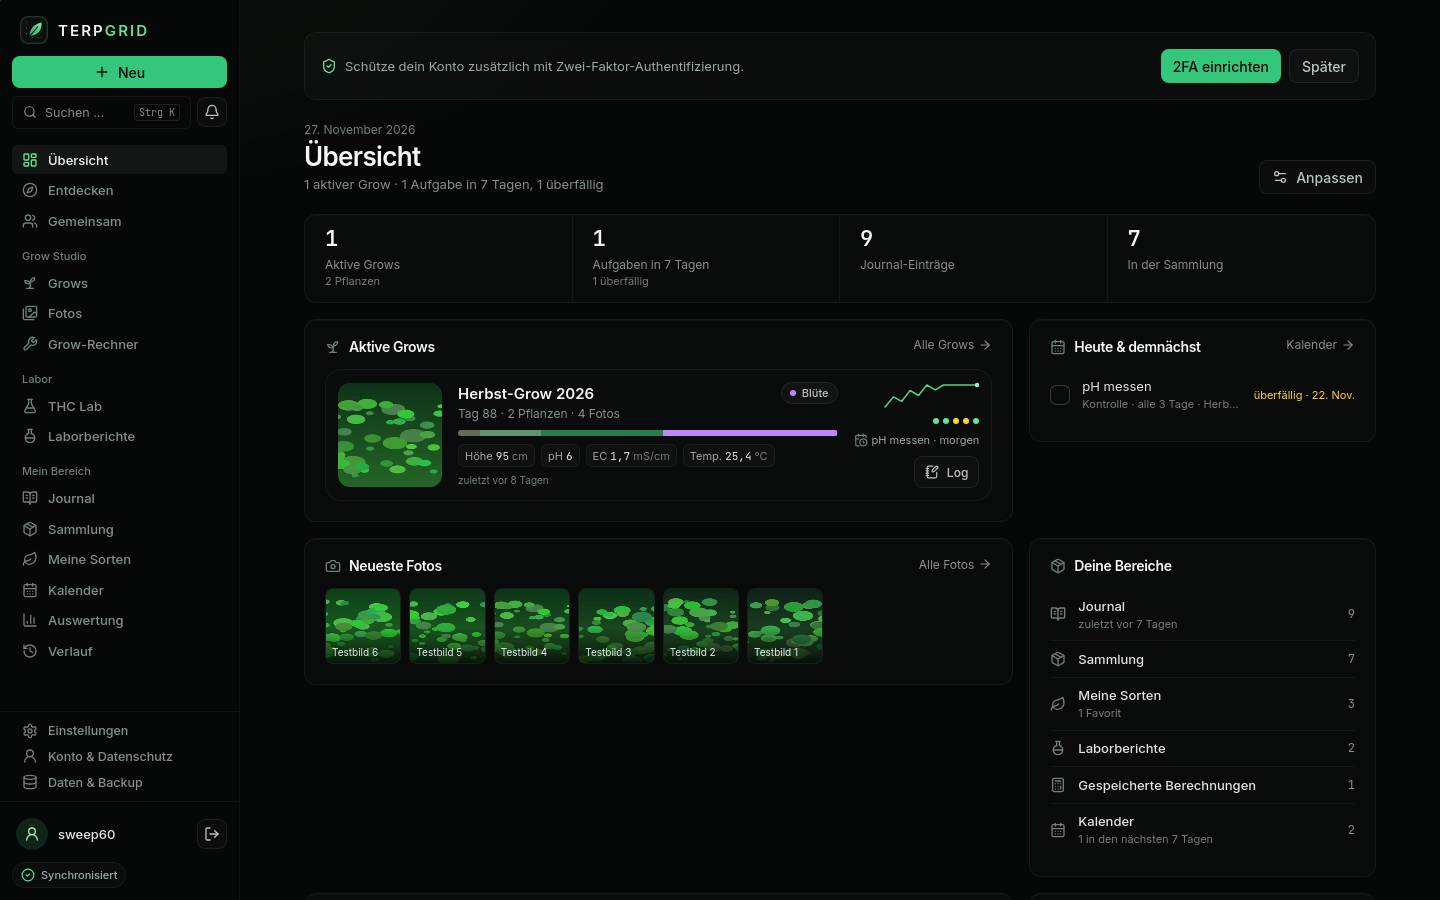 TERPGRID
Neu
Suchen ...
Strg K
Übersicht
Entdecken
Gemeinsam
Grow Studio
Grows
Fotos
Grow-Rechner
Labor
THC Lab
Laborberichte
Mein Bereich
Journal
Sammlung
Meine Sorten
Kalender
Auswertung
Verlauf
Einstellungen
Konto & Datenschutz
Daten & Backup
sweep60
Synchronisiert
Schütze dein Konto zusätzlich mit Zwei-Faktor-Authentifizierung.
2FA einrichten
Später
27. November 2026
Übersicht
1 aktiver Grow · 1 Aufgabe in 7 Tagen, 1 überfällig
Anpassen
1
Aktive Grows
2 Pflanzen
1
Aufgaben in 7 Tagen
1 überfällig
9
Journal-Einträge
7
In der Sammlung
Aktive Grows
Alle Grows
Herbst-Grow 2026
Blüte
Tag 88 · 2 Pflanzen · 4 Fotos
Höhe 95 cm
pH 6
EC 1,7 mS/cm
Temp. 25,4 °C
zuletzt vor 8 Tagen
pH messen · morgen
Log
Heute & demnächst
Kalender
pH messen
Kontrolle · alle 3 Tage · Herb...
überfällig · 22. Nov.
Neueste Fotos
Alle Fotos
Testbild 6
Testbild 5
Testbild 4
Testbild 3
Testbild 2
Testbild 1
Deine Bereiche
Journal
zuletzt vor 7 Tagen
9
Sammlung
7
Meine Sorten
1 Favorit
3
Laborberichte
2
Gespeicherte Berechnungen
1
Kalender
1 in den nächsten 7 Tagen
2